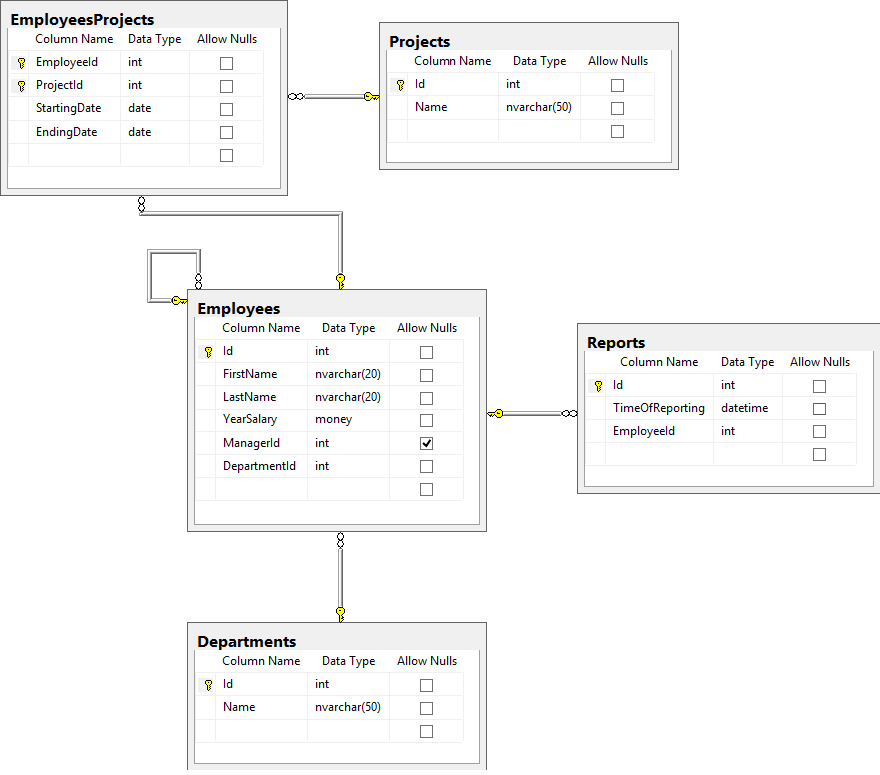 EmployeesProjects
Column Name Data Type Allow Nulls
EmployeeId int
ProjectId int
StartingDate date
EndingDate date
Projects
Column Name Data Type Allow Nulls
Id int
Name nvarchar(50)
Employees
Column Name Data Type Allow Nulls
Id int
FirstName nvarchar(20)
LastName nvarchar(20)
YearSalary money
ManagerId int
DepartmentId int
Reports
Column Name Data Type Allow Nulls
Id int
TimeOfReporting datetime
EmployeeId int
Departments
Column Name Data Type Allow Nulls
Id int
Name nvarchar(50)